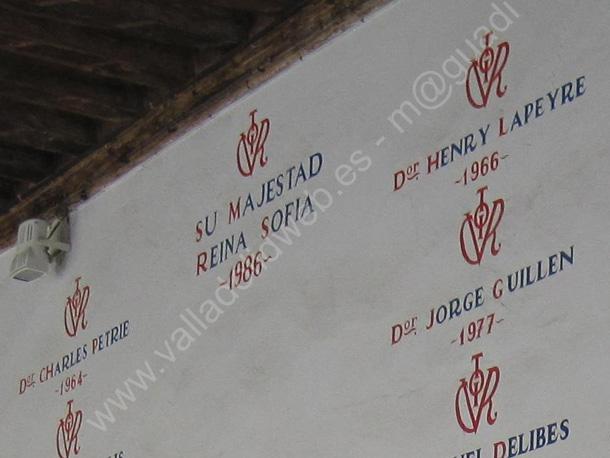 SU MAJESTAD
REINA SOFIA
-1986-
Dor. HENRY LAPEYRE
-1966-
Dor. CHARLES PETRIE
-1964-
Dor. JORGE GUILLEN
-1977-
DELIBES
www.valladolidweb.es - m@guadi